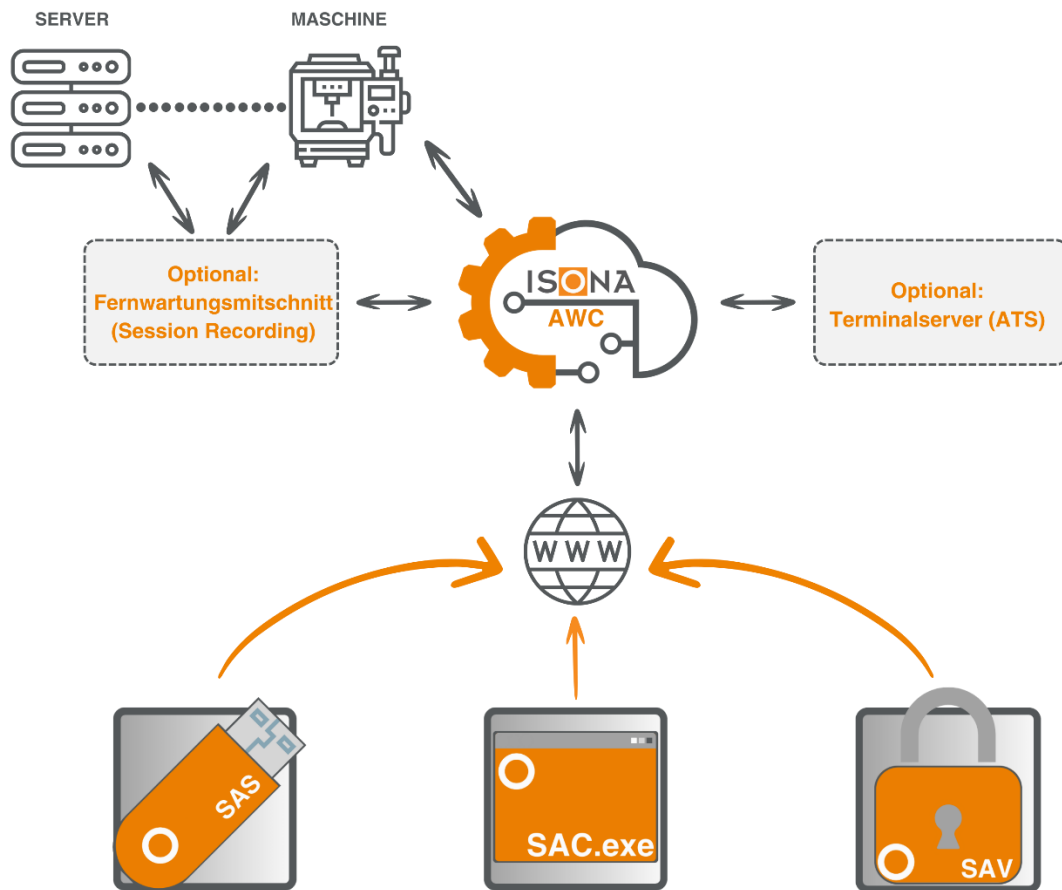 SERVER
MASCHINE
Optional:
Fernwartungsmitschnitt
(Session Recording)
ISONA
AWC
Optional:
Terminalserver (ATS)
WWW
SAS
SAC.exe
SAV